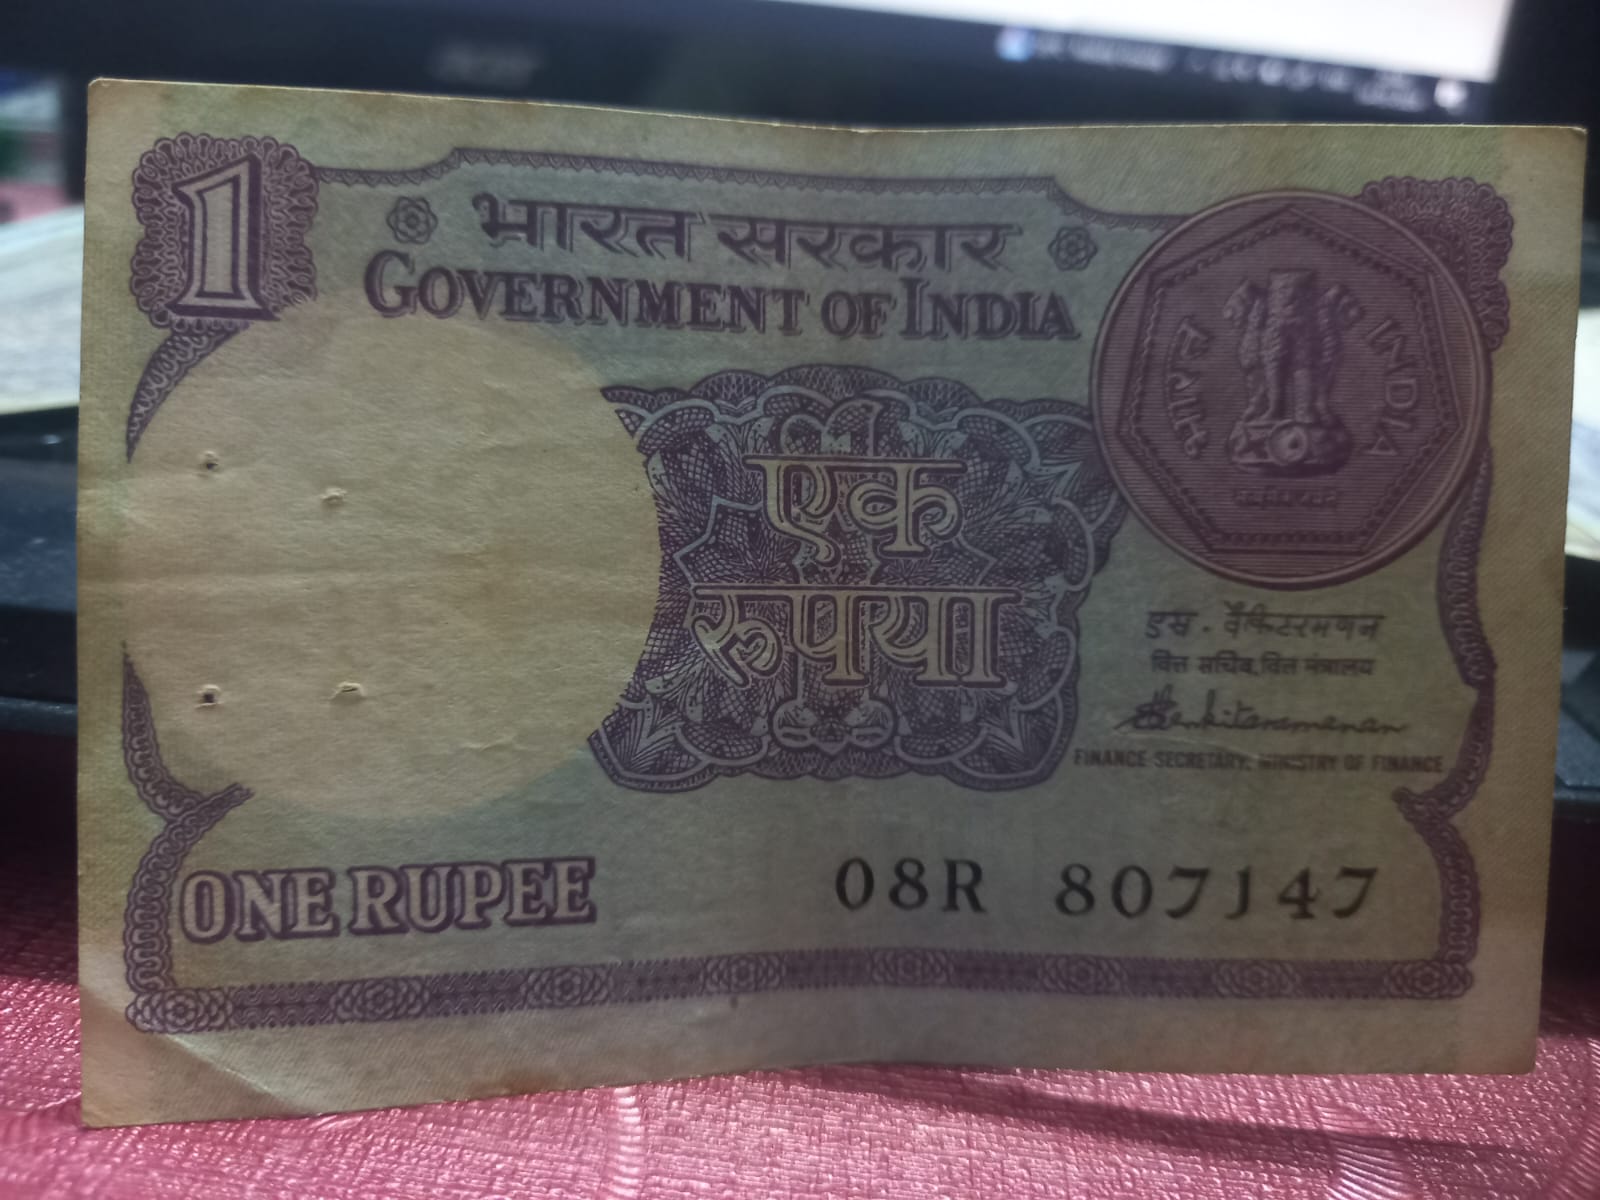 1
भारत सरकार
GOVERNMENT OF INDIA
भारत INDIA
एक
रुपया
एस. वेंकिटरमणन
वित्त सचिव, वित्त मंत्रालय
FINANCE SECRETARY, MINISTRY OF FINANCE
ONE RUPEE
08R 807147